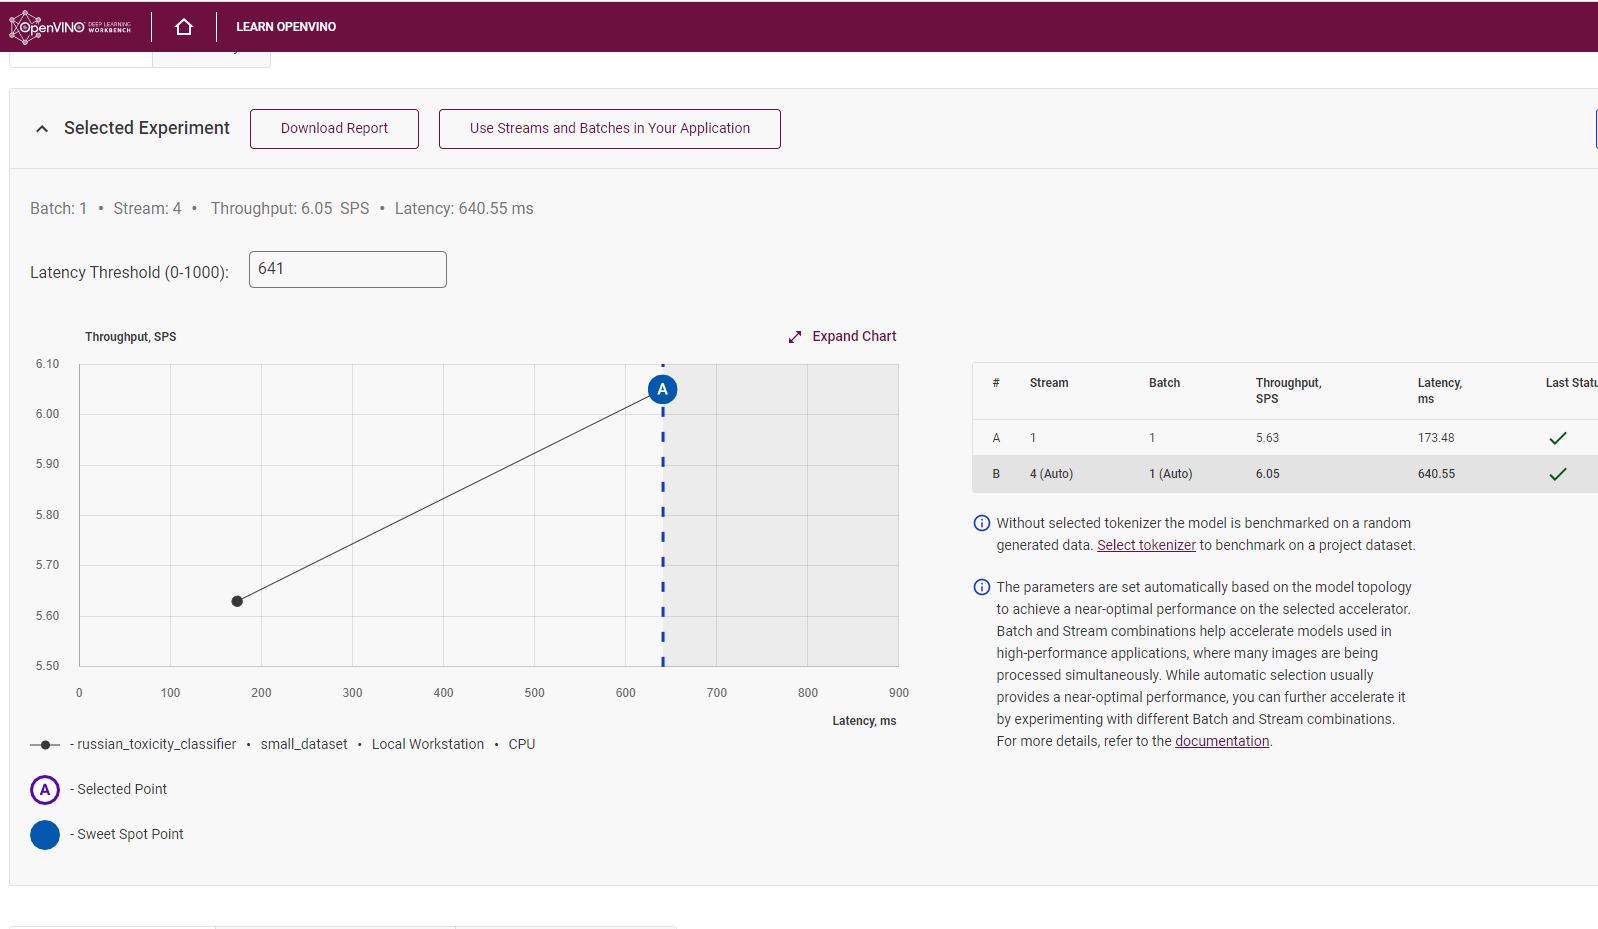 OpenVINO DEEP LEARNING WORKBENCH
LEARN OPENVINO
Selected Experiment
Download Report
Use Streams and Batches in Your Application
Batch: 1 • Stream: 4 • Throughput: 6.05 SPS • Latency: 640.55 ms
Latency Threshold (0-1000):
641
Throughput, SPS
Expand Chart
6.10
6.00
5.90
5.80
5.70
5.60
5.50
A
0 100 200 300 400 500 600 700 800 900
Latency, ms
- russian_toxicity_classifier • small_dataset • Local Workstation • CPU
A - Selected Point
- Sweet Spot Point
# Stream Batch Throughput, SPS Latency, ms Last Statu
A 1 1 5.63 173.48
B 4 (Auto) 1 (Auto) 6.05 640.55
Without selected tokenizer the model is benchmarked on a random
generated data. Select tokenizer to benchmark on a project dataset.
The parameters are set automatically based on the model topology
to achieve a near-optimal performance on the selected accelerator.
Batch and Stream combinations help accelerate models used in
high-performance applications, where many images are being
processed simultaneously. While automatic selection usually
provides a near-optimal performance, you can further accelerate it
by experimenting with different Batch and Stream combinations.
For more details, refer to the documentation.